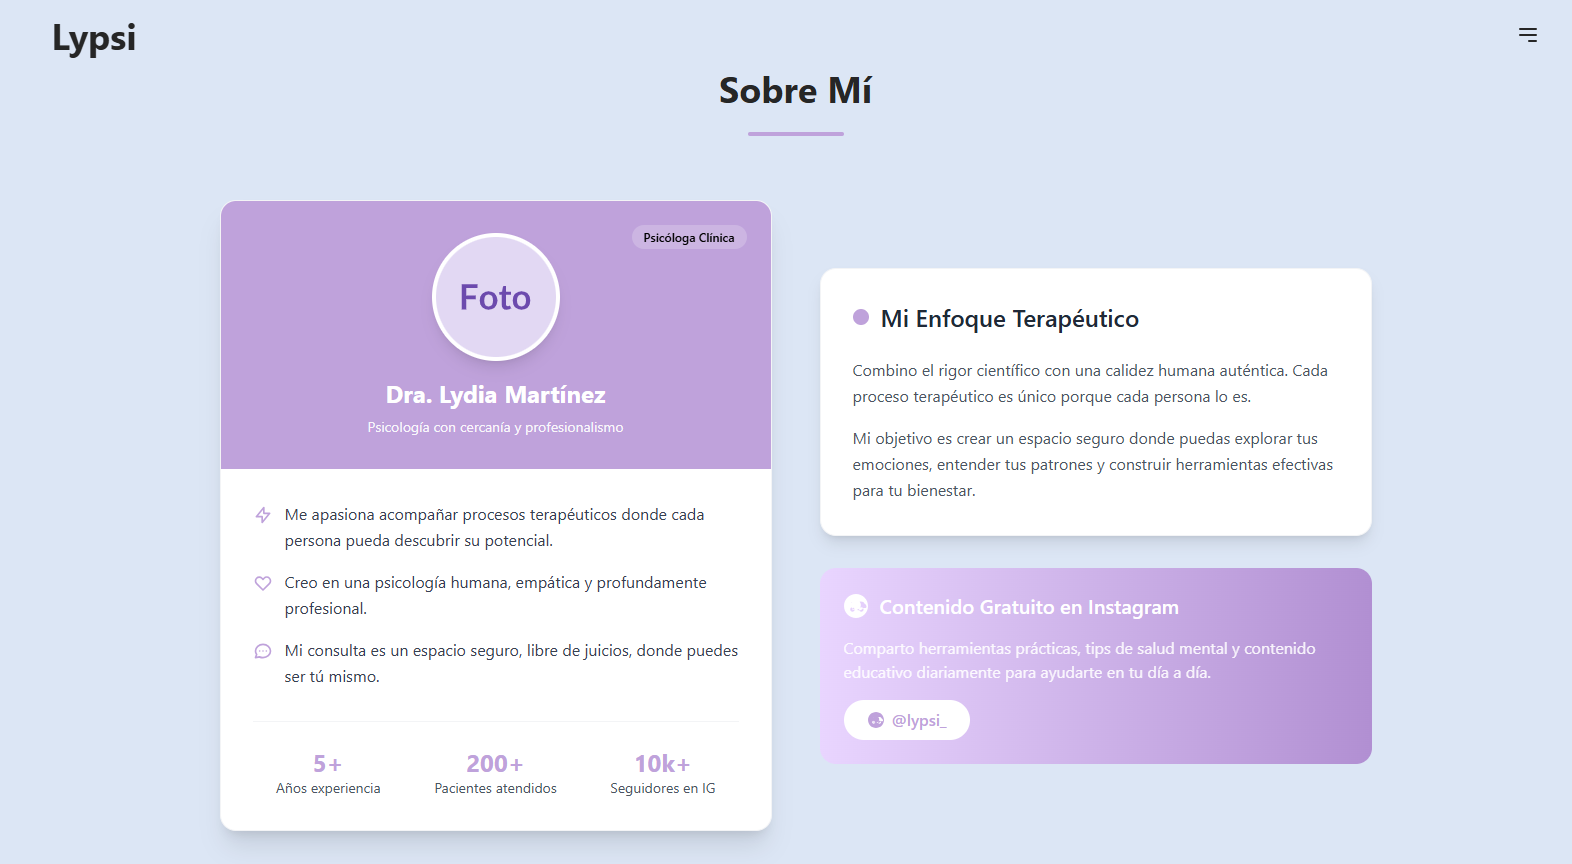 Lypsi
Sobre Mí
Psicóloga Clínica
Foto
Dra. Lydia Martínez
Psicología con cercanía y profesionalismo
Me apasiona acompañar procesos terapéuticos donde cada
persona pueda descubrir su potencial.
Creo en una psicología humana, empática y profundamente
profesional.
Mi consulta es un espacio seguro, libre de juicios, donde puedes
ser tú mismo.
5+
Años experiencia
200+
Pacientes atendidos
10k+
Seguidores en IG
Mi Enfoque Terapéutico
Combino el rigor científico con una calidez humana auténtica. Cada
proceso terapéutico es único porque cada persona lo es.
Mi objetivo es crear un espacio seguro donde puedas explorar tus
emociones, entender tus patrones y construir herramientas efectivas
para tu bienestar.
Contenido Gratuito en Instagram
Comparto herramientas prácticas, tips de salud mental y contenido
educativo diariamente para ayudarte en tu día a día.
@lypsi_